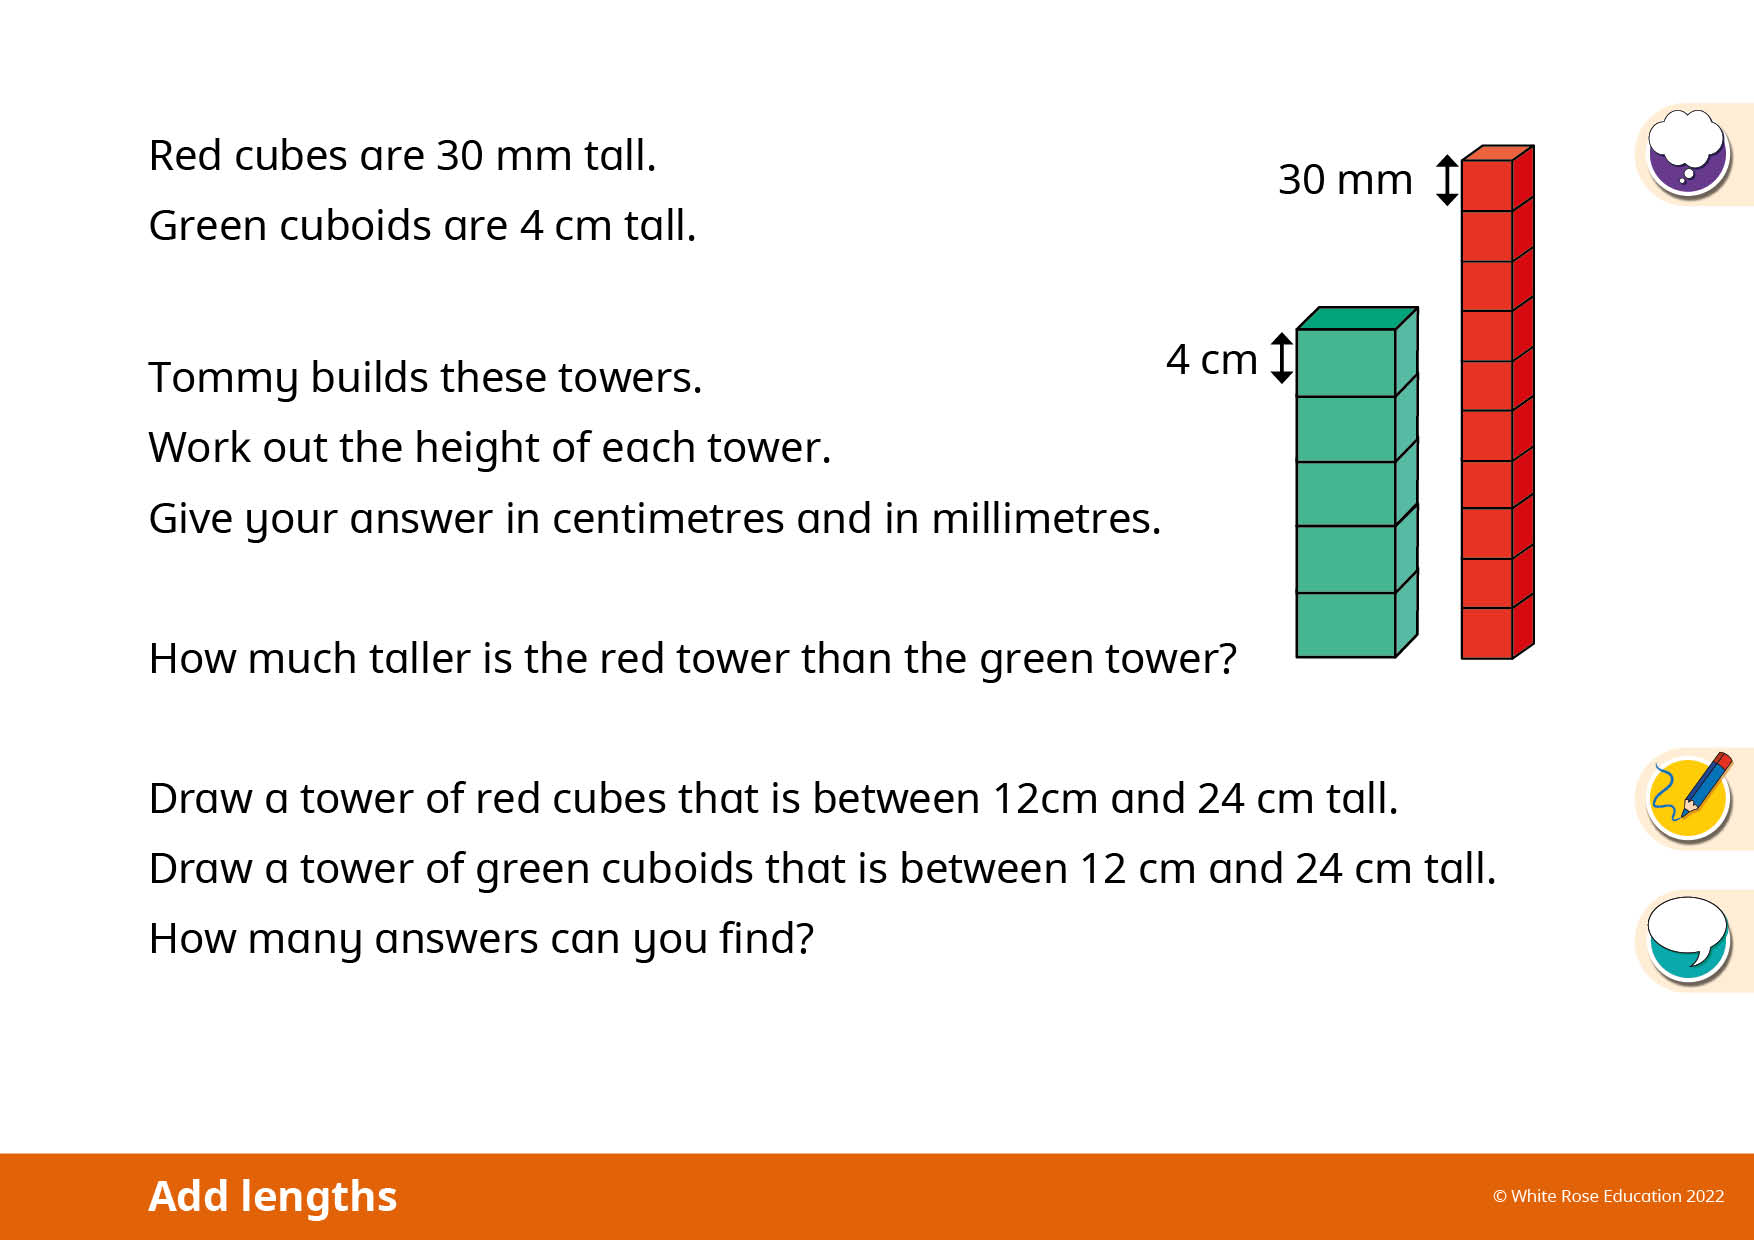 Red cubes are 30 mm tall.
Green cuboids are 4 cm tall.
30 mm
4 cm
Tommy builds these towers.
Work out the height of each tower.
Give your answer in centimetres and in millimetres.
How much taller is the red tower than the green tower?
Draw a tower of red cubes that is between 12cm and 24 cm tall.
Draw a tower of green cuboids that is between 12 cm and 24 cm tall.
How many answers can you find?
Add lengths
© White Rose Education 2022